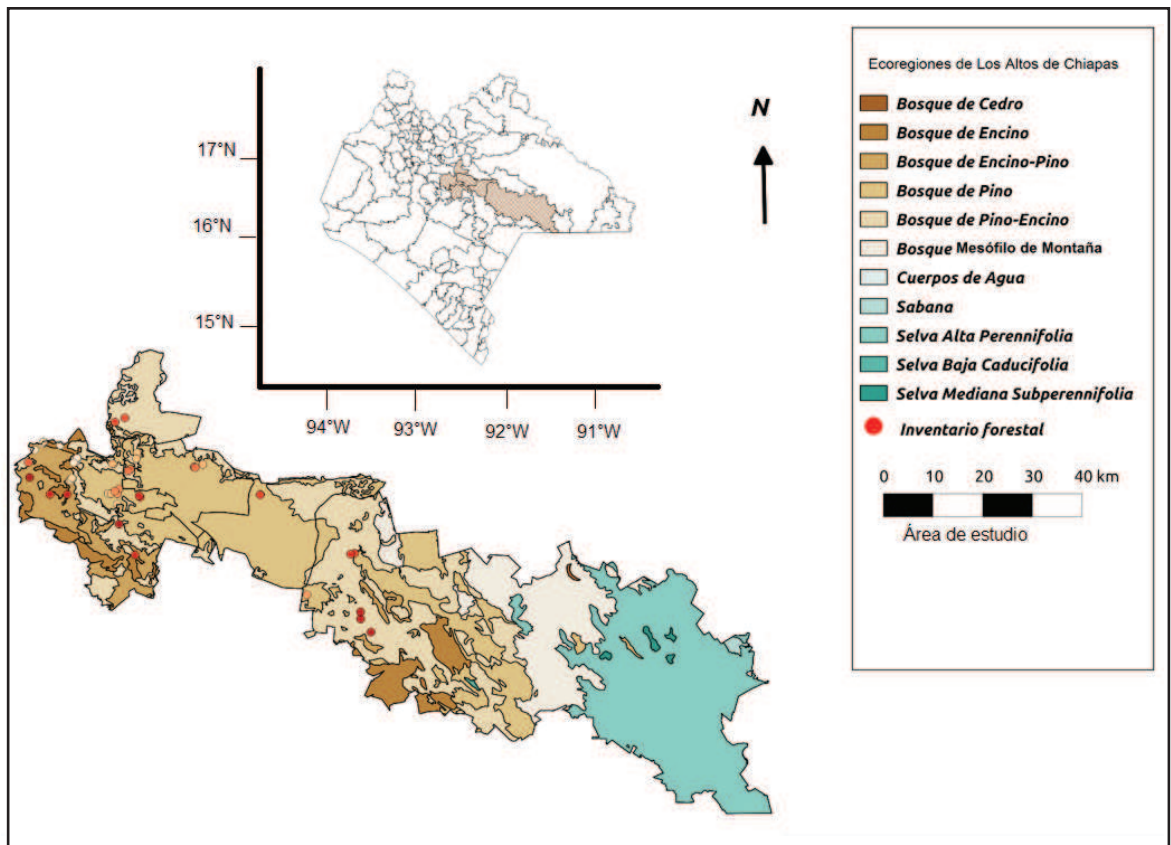 Ecoregiones de Los Altos de Chiapas
Bosque de Cedro
Bosque de Encino
Bosque de Encino-Pino
Bosque de Pino
Bosque de Pino-Encino
Bosque Mesófilo de Montaña
Cuerpos de Agua
Sabana
Selva Alta Perennifolia
Selva Baja Caducifolia
Selva Mediana Subperennifolia
Inventario forestal
0 10 20 30 40 km
Área de estudio
N
17°N
16°N
15°N
94°W 93°W 92°W 91°W